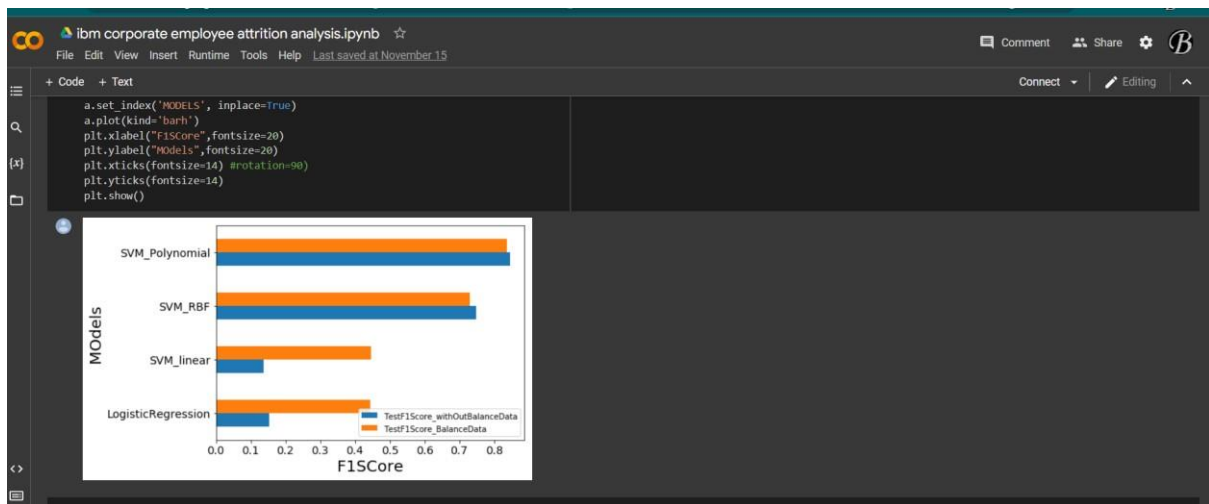 ibm corporate employee attrition analysis.ipynb
File Edit View Insert Runtime Tools Help Last saved at November 15
Comment Share B
+ Code + Text
Connect Editing
{x}
a.set_index('MODELS', inplace=True)
a.plot(kind='barh')
plt.xlabel("F1SCore",fontsize=20)
plt.ylabel("MOdels",fontsize=20)
plt.xticks(fontsize=14) #rotation=90)
plt.yticks(fontsize=14)
plt.show()
MOdels
SVM_Polynomial
SVM_RBF
SVM_linear
LogisticRegression
TestF1Score_withOutBalanceData
TestF1Score_BalanceData
0.0 0.1 0.2 0.3 0.4 0.5 0.6 0.7 0.8
F1SCore